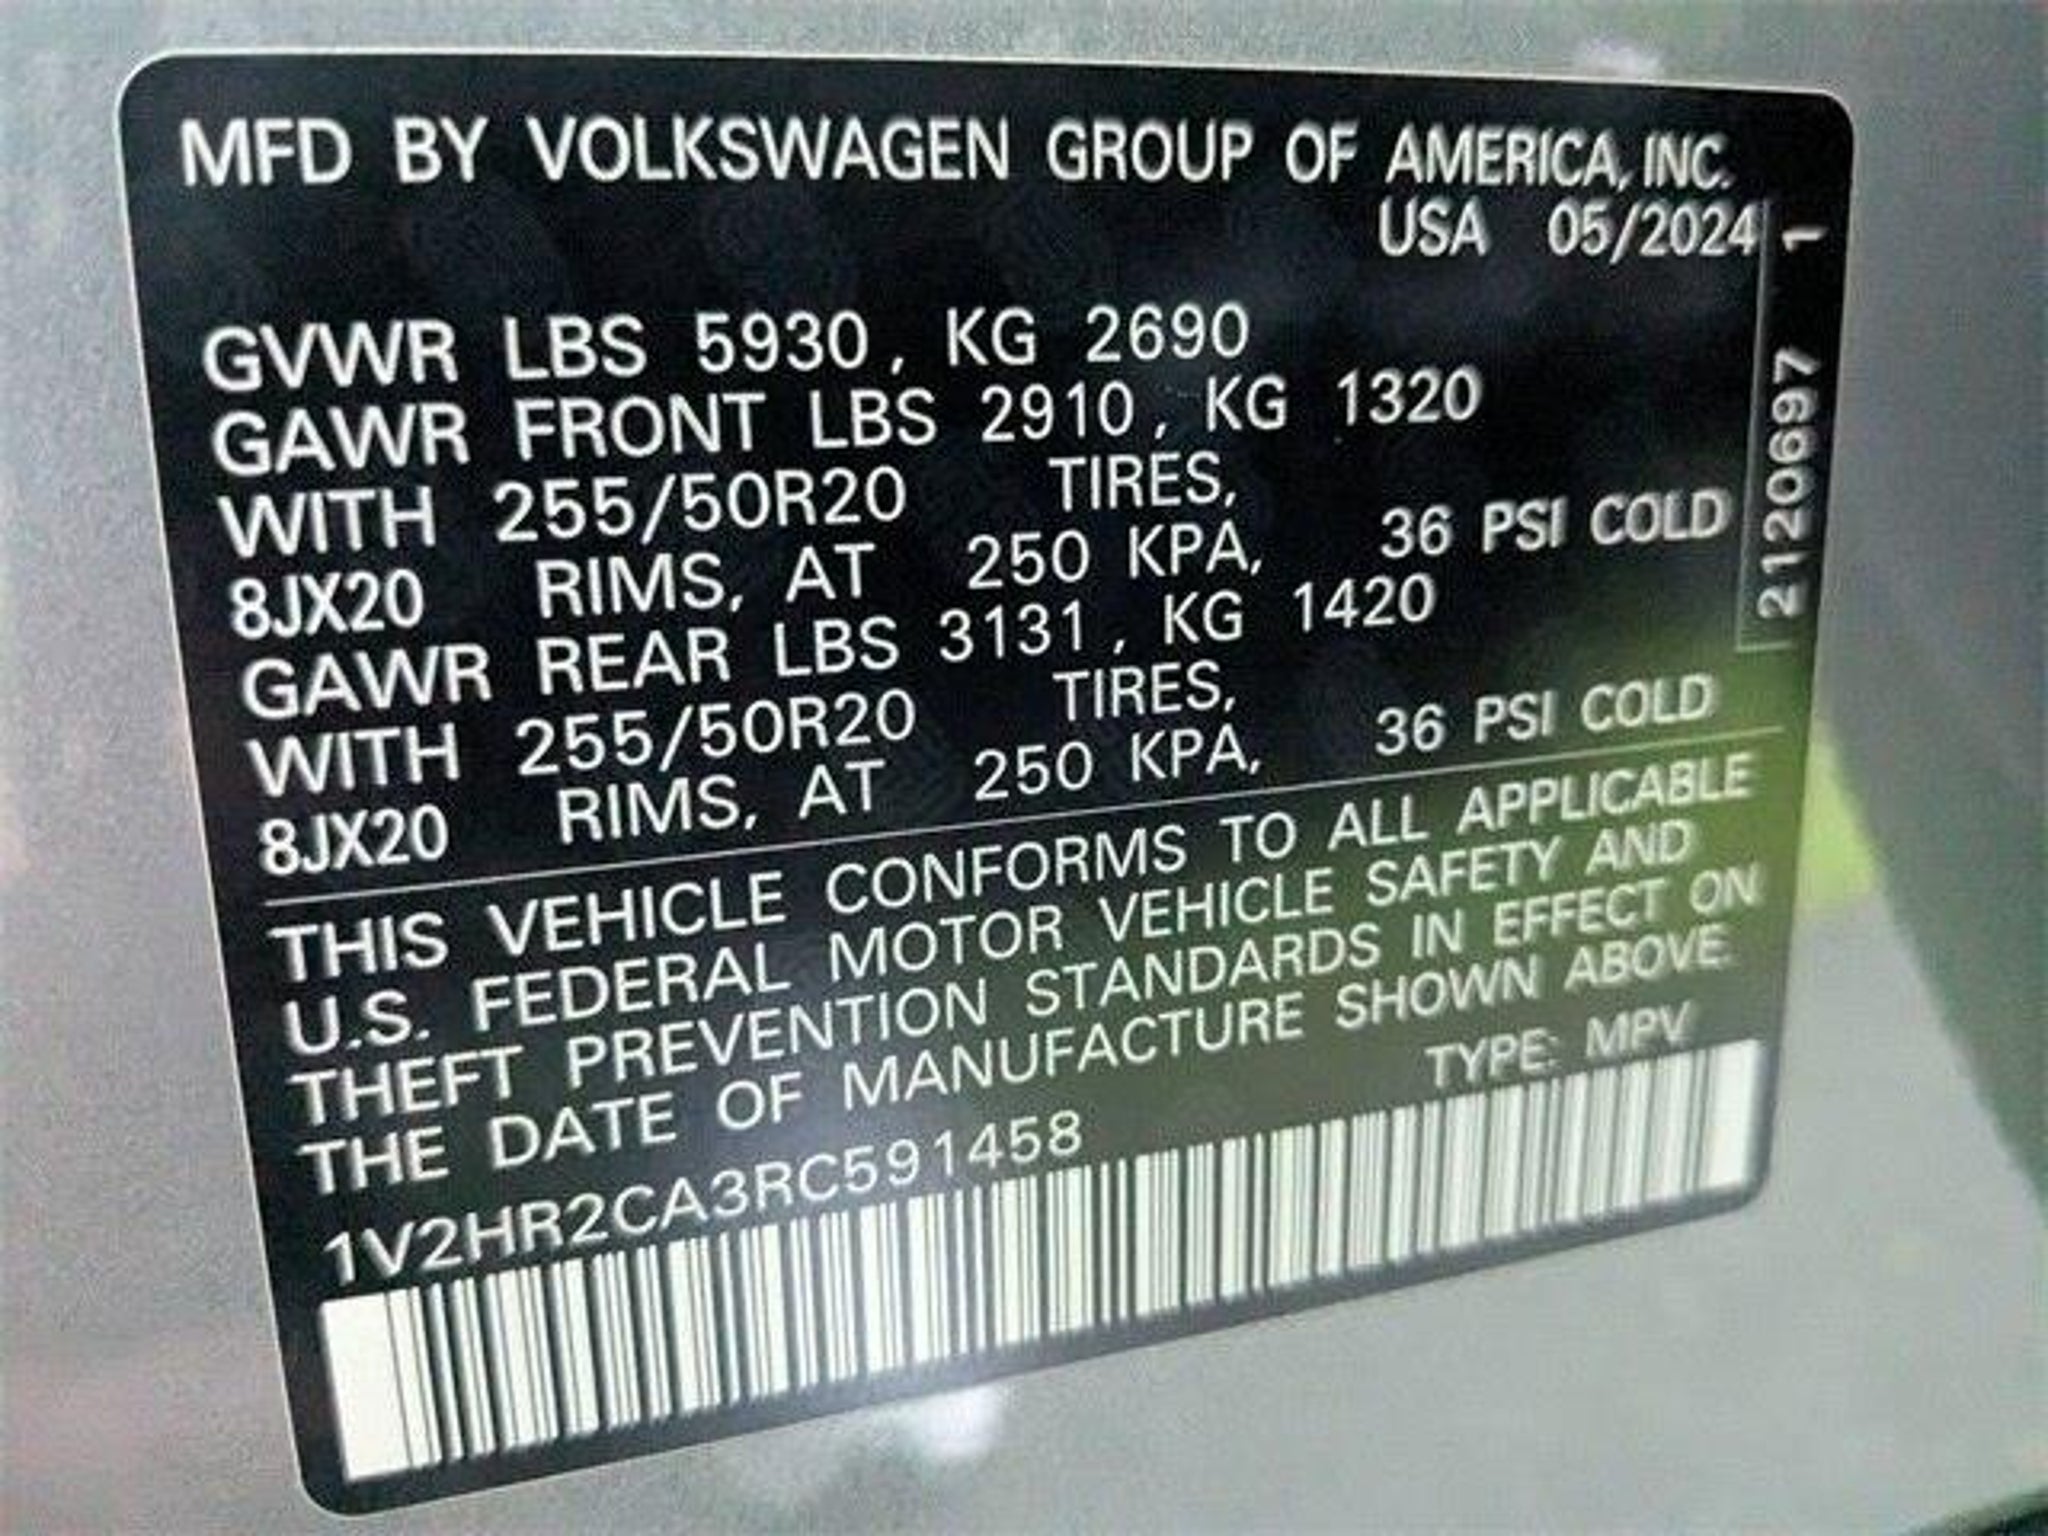 MFD BY VOLKSWAGEN GROUP OF AMERICA, INC.
USA 05/2024
GVWR LBS 5930, KG 2690
GAWR FRONT LBS 2910, KG 1320
WITH 255/50R20 TIRES,
8JX20 RIMS, AT 250 KPA, 36 PSI COLD
GAWR REAR LBS 3131, KG 1420
WITH 255/50R20 TIRES,
8JX20 RIMS, AT 250 KPA, 36 PSI COLD
THIS VEHICLE CONFORMS TO ALL APPLICABLE
U.S. FEDERAL MOTOR VEHICLE SAFETY AND
THEFT PREVENTION STANDARDS IN EFFECT ON
THE DATE OF MANUFACTURE SHOWN ABOVE.
TYPE: MPV
1V2HR2CA3RC591458
2120697 1